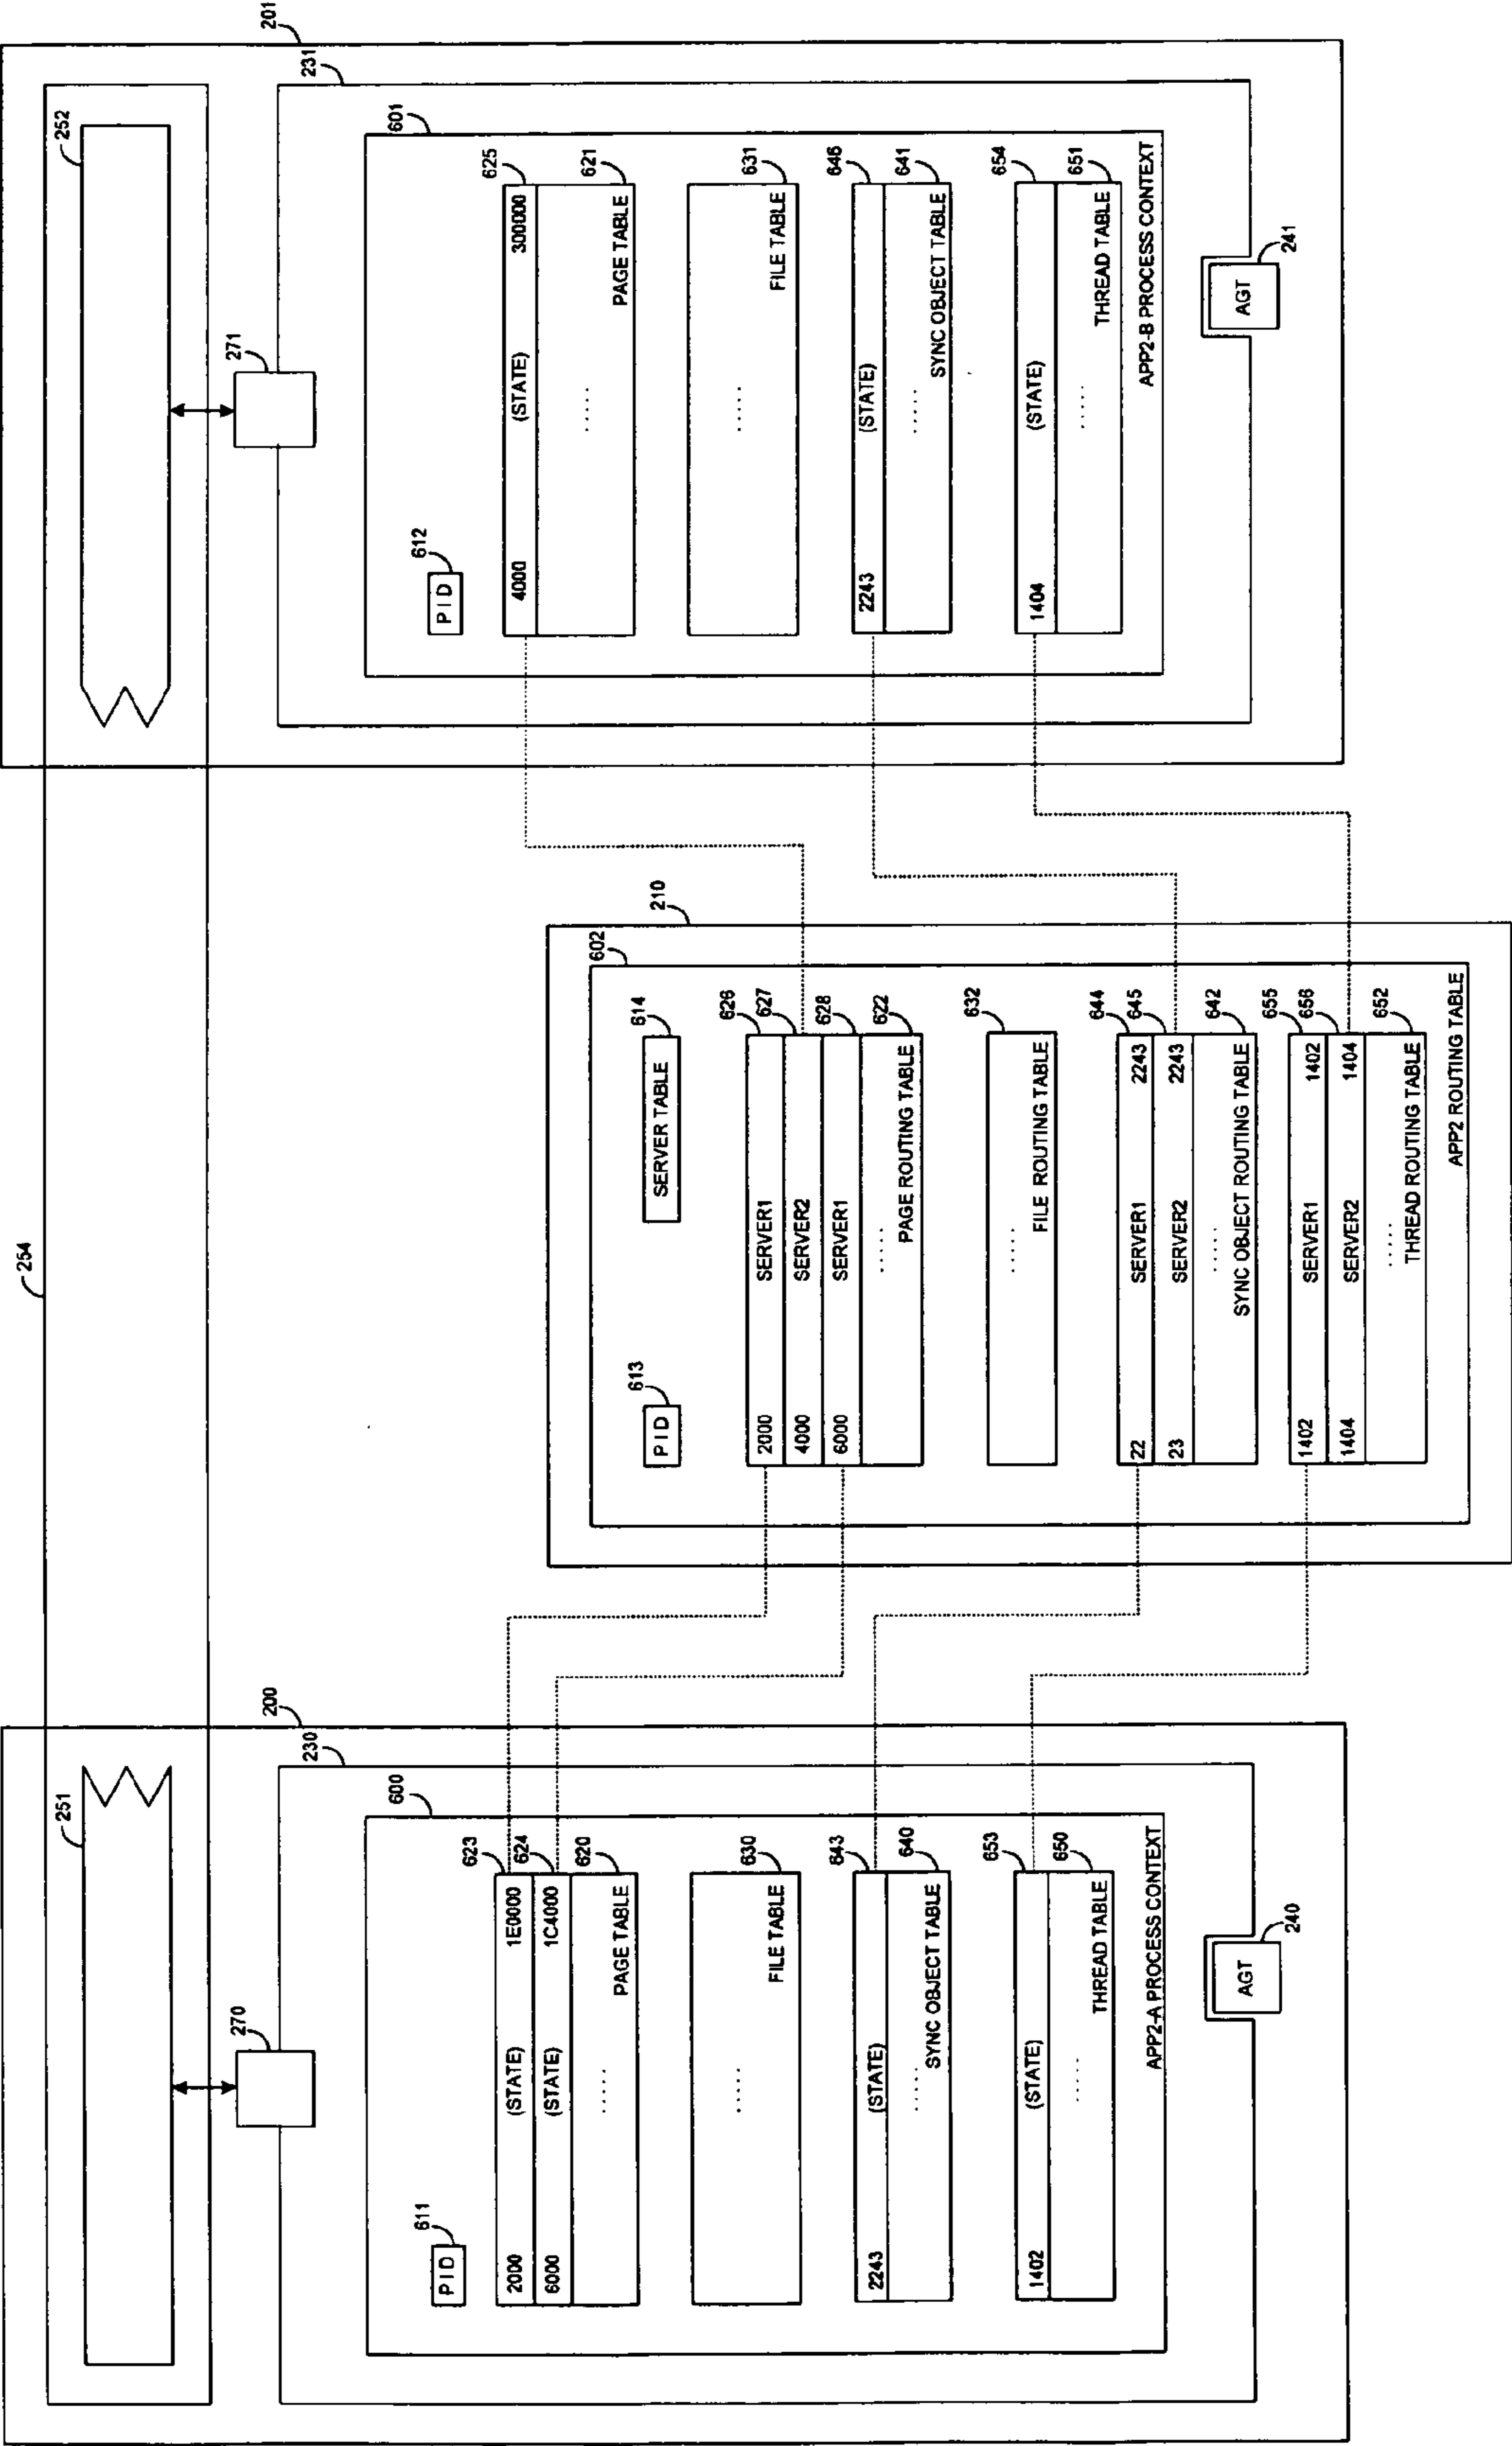 254
200
251
270
230
600
611
PID
623
2000 (STATE) 1E0000
624
6000 (STATE) 1C4000
620
.....
PAGE TABLE
630
.....
FILE TABLE
643
2243 (STATE)
640
.....
SYNC OBJECT TABLE
653
1402 (STATE)
650
.....
THREAD TABLE
APP2-A PROCESS CONTEXT
AGT
240
210
602
613
PID
614
SERVER TABLE
626
2000 SERVER1
627
4000 SERVER2
628
6000 SERVER1
622
.....
PAGE ROUTING TABLE
632
.....
FILE ROUTING TABLE
644
22 SERVER1 2243
645
23 SERVER2 2243
642
.....
SYNC OBJECT ROUTING TABLE
655
1402 SERVER1 1402
656
1404 SERVER2 1404
652
.....
THREAD ROUTING TABLE
APP2 ROUTING TABLE
201
252
271
231
601
612
PID
625
4000 (STATE) 300000
621
.....
PAGE TABLE
631
.....
FILE TABLE
646
2243 (STATE)
641
.....
SYNC OBJECT TABLE
654
1404 (STATE)
651
.....
THREAD TABLE
APP2-B PROCESS CONTEXT
AGT
241